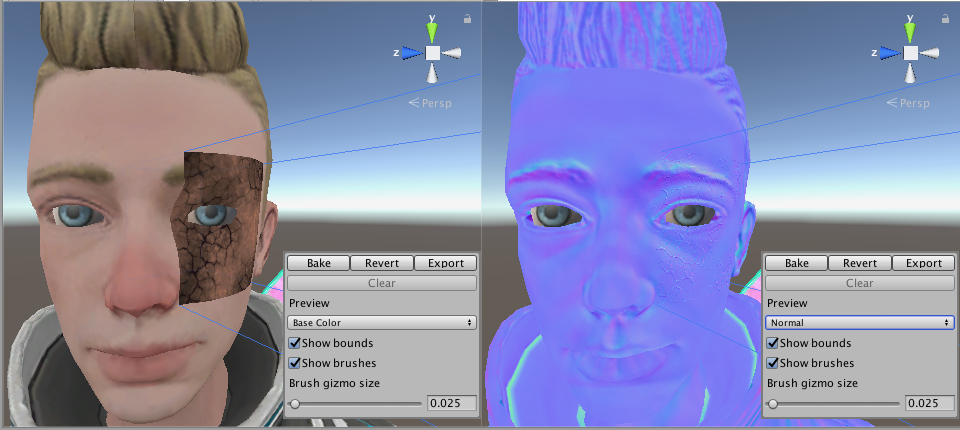 y
z
Persp
Bake Revert Export
Clear
Preview
Base Color
Show bounds
Show brushes
Brush gizmo size
0.025
y
z
Persp
Bake Revert Export
Clear
Preview
Normal
Show bounds
Show brushes
Brush gizmo size
0.025